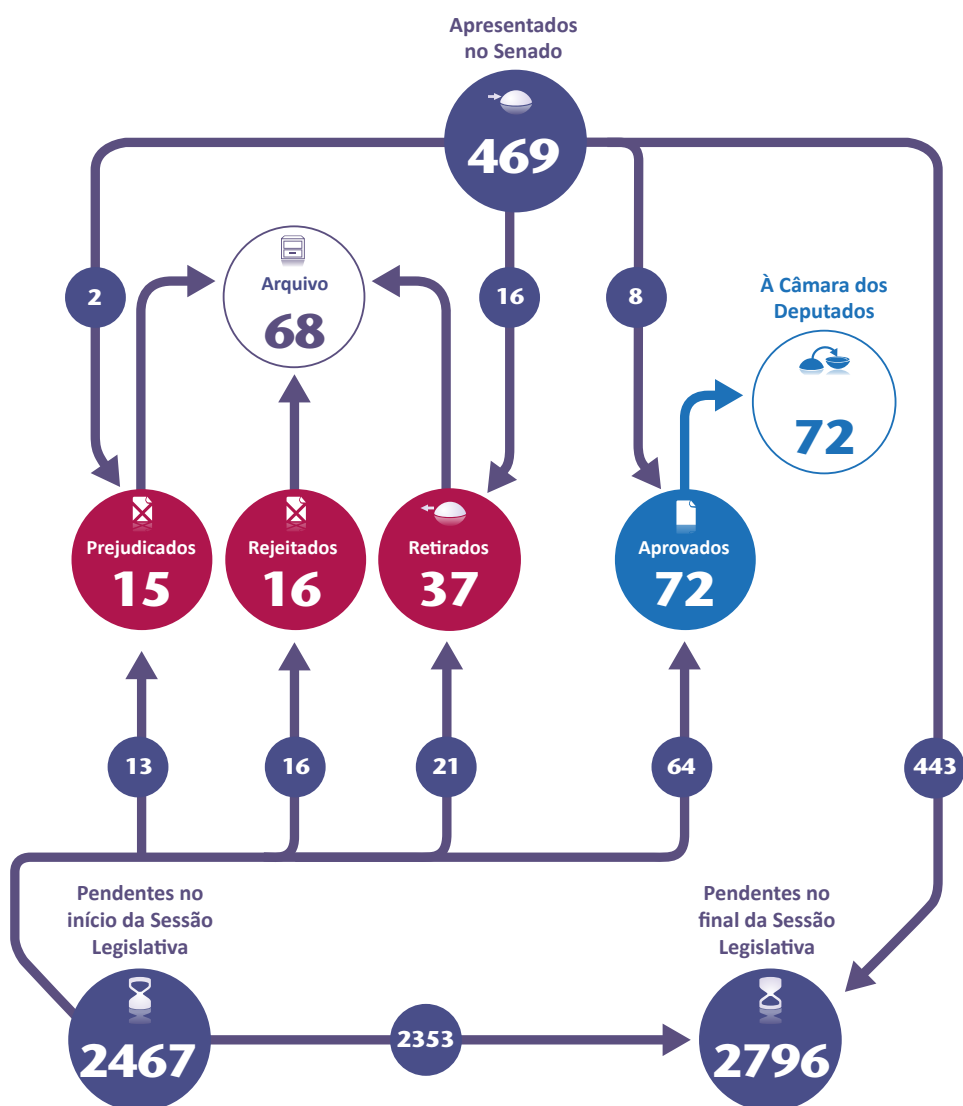 Apresentados
no Senado
469
2
Arquivo
68
16
8
À Câmara dos
Deputados
72
Prejudicados
15
Rejeitados
16
Retirados
37
Aprovados
72
13
16
21
64
443
Pendentes no
início da Sessão
Legislativa
2467
2353
Pendentes no
final da Sessão
Legislativa
2796